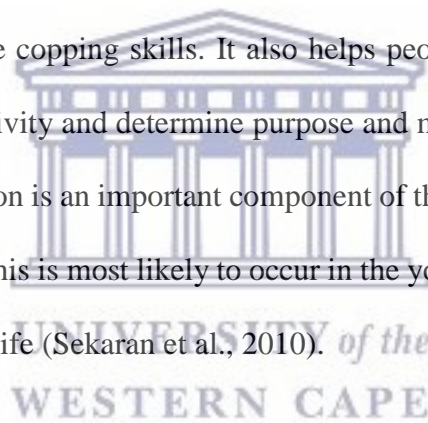 e copping skills. It also helps peo
ivity and determine purpose and m
on is an important component of th
his is most likely to occur in the yo
ife (Sekaran et al., 2010).
UNIVERSITY of the
WESTERN CAPE